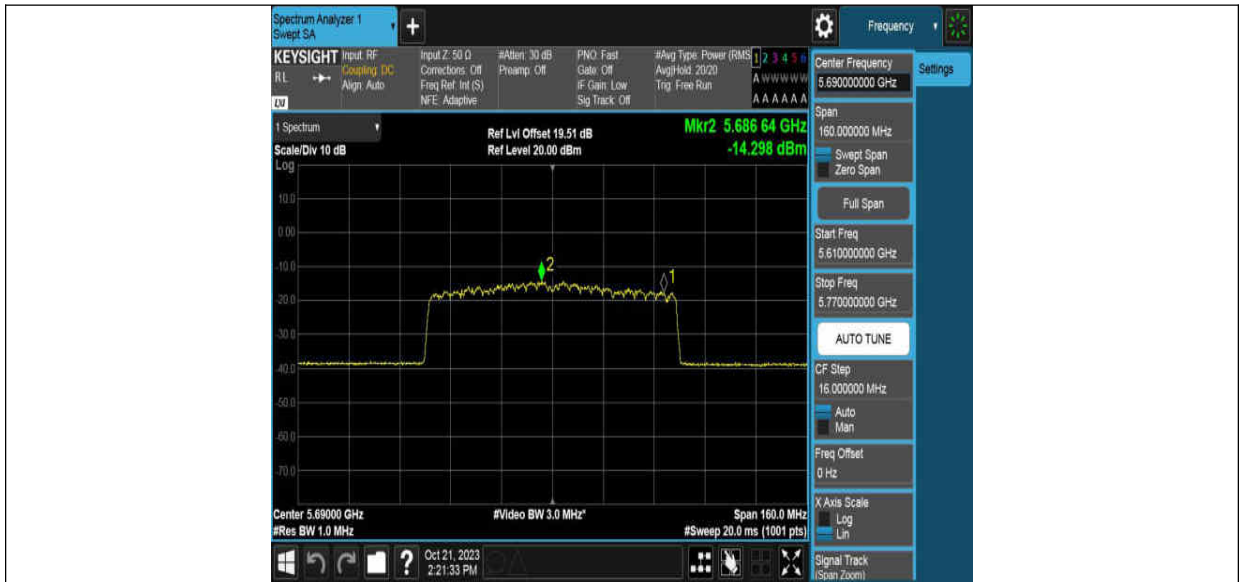 Spectrum Analyzer 1
Swept SA
+
Frequency
KEYSIGHT
RL
LXI
Input: RF
Coupling: DC
Align: Auto
Input Z: 50 Ω
Corrections: Off
Freq Ref: Int (S)
NFE: Adaptive
#Atten: 30 dB
Preamp: Off
PNO: Fast
Gate: Off
IF Gain: Low
Sig Track: Off
#Avg Type: Power (RMS
Avg|Hold: 20/20
Trig: Free Run
1 2 3 4 5 6
A W W W W W
A A A A A A
1 Spectrum
Scale/Div 10 dB
Ref Lvl Offset 19.51 dB
Ref Level 20.00 dBm
Mkr2 5.686 64 GHz
-14.298 dBm
Log
10.0
0.00
-10.0
-20.0
-30.0
-40.0
-50.0
-60.0
-70.0
2
1
Center 5.69000 GHz
#Video BW 3.0 MHz*
Span 160.0 MHz
#Res BW 1.0 MHz
#Sweep 20.0 ms (1001 pts)
?
Oct 21, 2023
2:21:33 PM
Center Frequency
5.690000000 GHz
Settings
Span
160.000000 MHz
Swept Span
Zero Span
Full Span
Start Freq
5.610000000 GHz
Stop Freq
5.770000000 GHz
AUTO TUNE
CF Step
16.000000 MHz
Auto
Man
Freq Offset
0 Hz
X Axis Scale
Log
Lin
Signal Track
(Span Zoom)